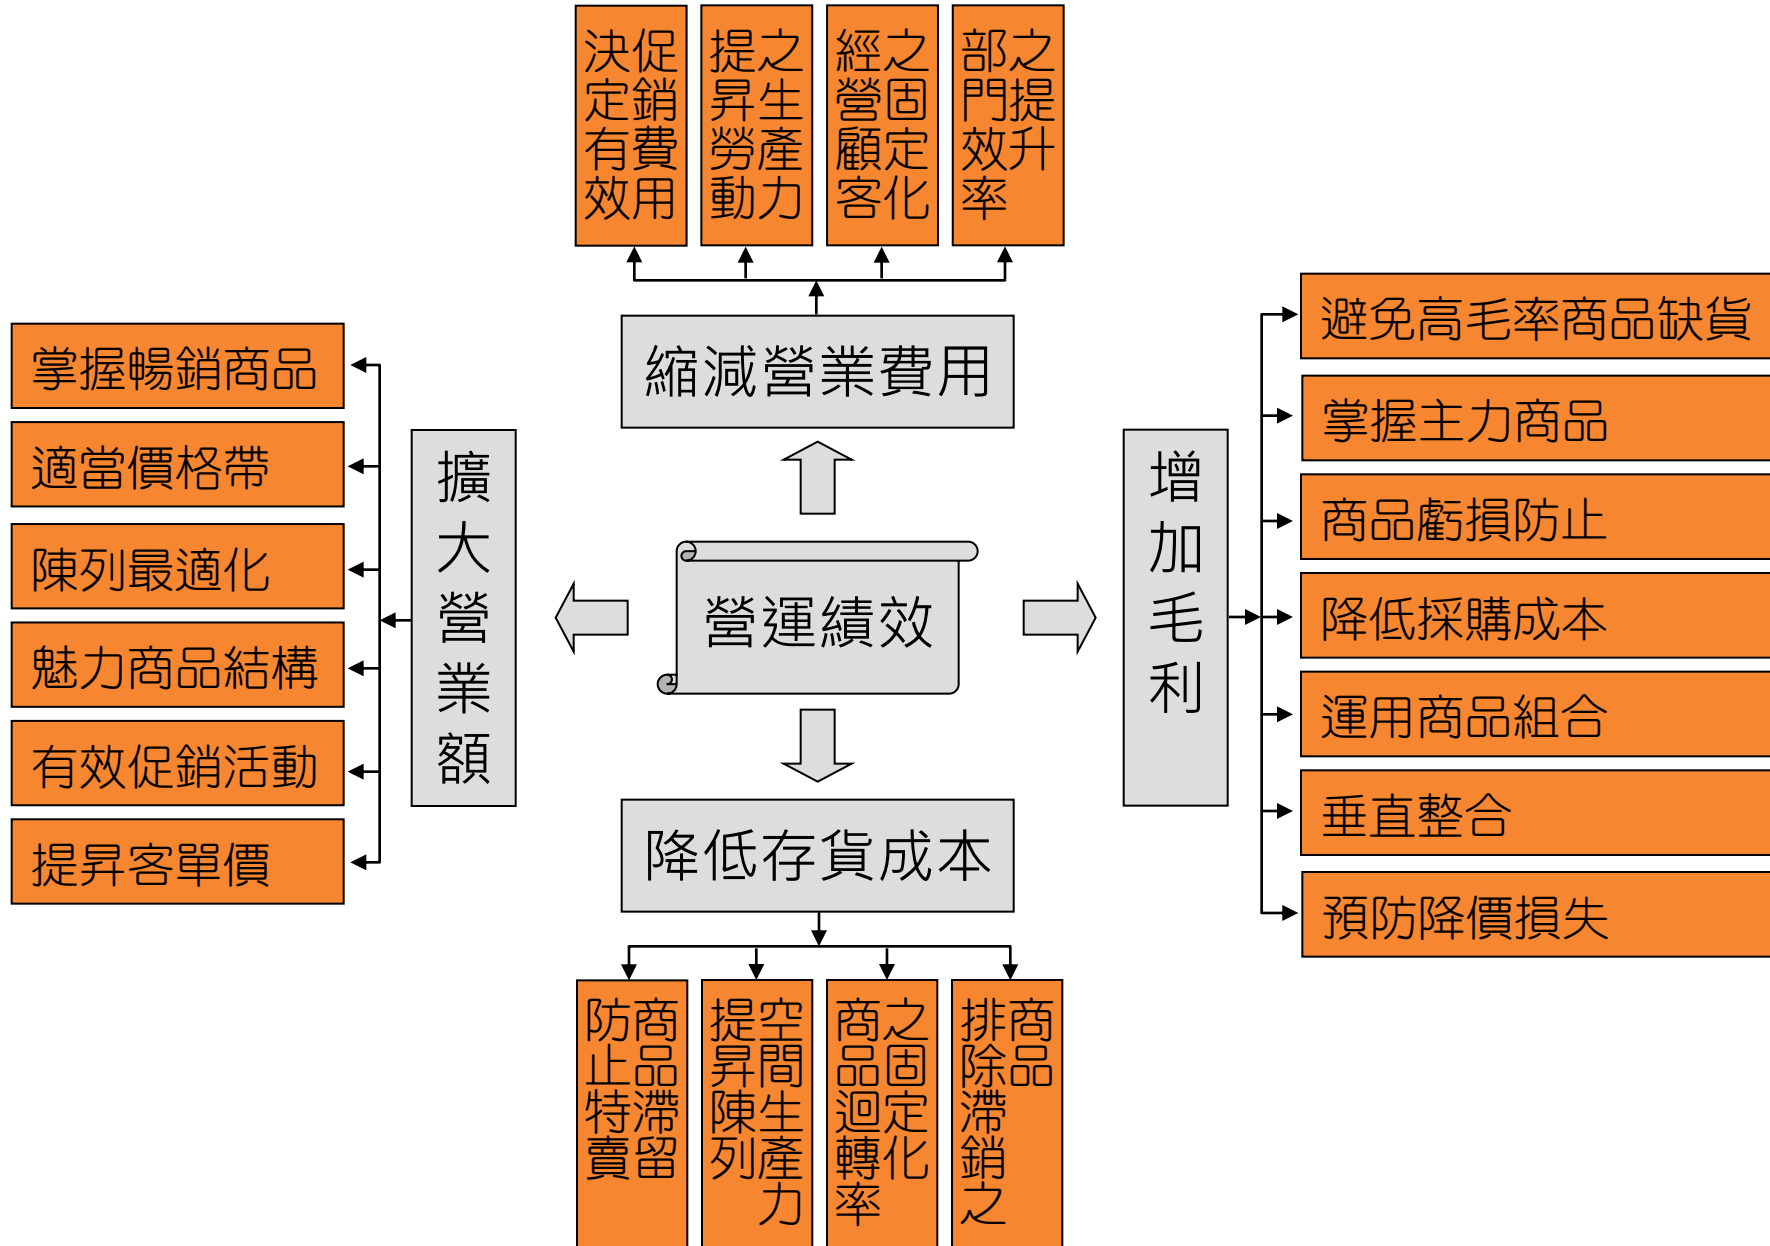 決定有效
促銷費用
提昇勞動
之生產力
經營顧客
之固定化
部門效率
之提升
縮減營業費用
掌握暢銷商品
適當價格帶
陳列最適化
魅力商品結構
有效促銷活動
提昇客單價
擴大營業額
營運績效
增加毛利
避免高毛率商品缺貨
掌握主力商品
商品虧損防止
降低採購成本
運用商品組合
垂直整合
預防降價損失
降低存貨成本
防止特賣
商品滯留
提昇陳列
空間生產力
商品迴轉率
之固定化
排除滯銷之
商品